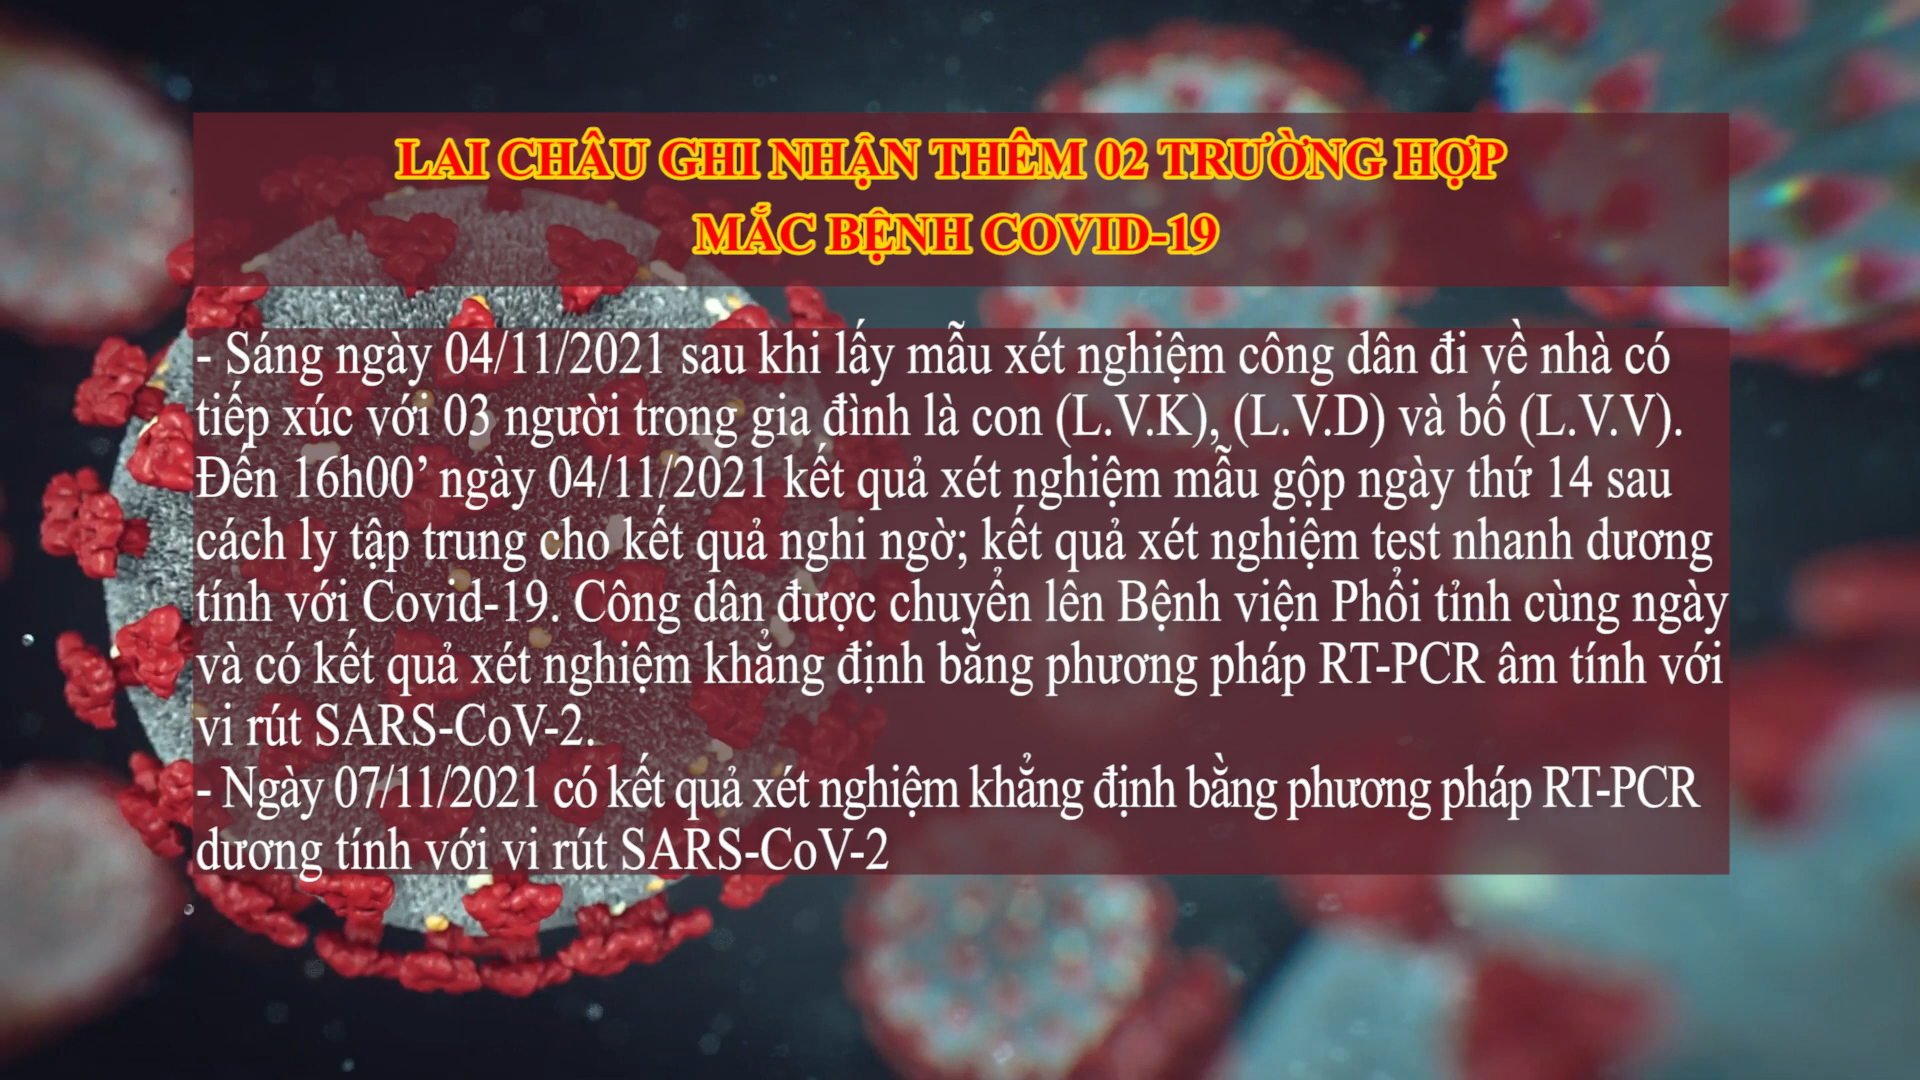 LAI CHÂU GHI NHẬN THÊM 02 TRƯỜNG HỢP
MẮC BỆNH COVID-19
- Sáng ngày 04/11/2021 sau khi lấy mẫu xét nghiệm công dân đi về nhà có
tiếp xúc với 03 người trong gia đình là con (L.V.K), (L.V.D) và bố (L.V.V).
Đến 16h00’ ngày 04/11/2021 kết quả xét nghiệm mẫu gộp ngày thứ 14 sau
cách ly tập trung cho kết quả nghi ngờ; kết quả xét nghiệm test nhanh dương
tính với Covid-19. Công dân được chuyển lên Bệnh viện Phổi tỉnh cùng ngày
và có kết quả xét nghiệm khẳng định bằng phương pháp RT-PCR âm tính với
vi rút SARS-CoV-2.
- Ngày 07/11/2021 có kết quả xét nghiệm khẳng định bằng phương pháp RT-PCR
dương tính với vi rút SARS-CoV-2